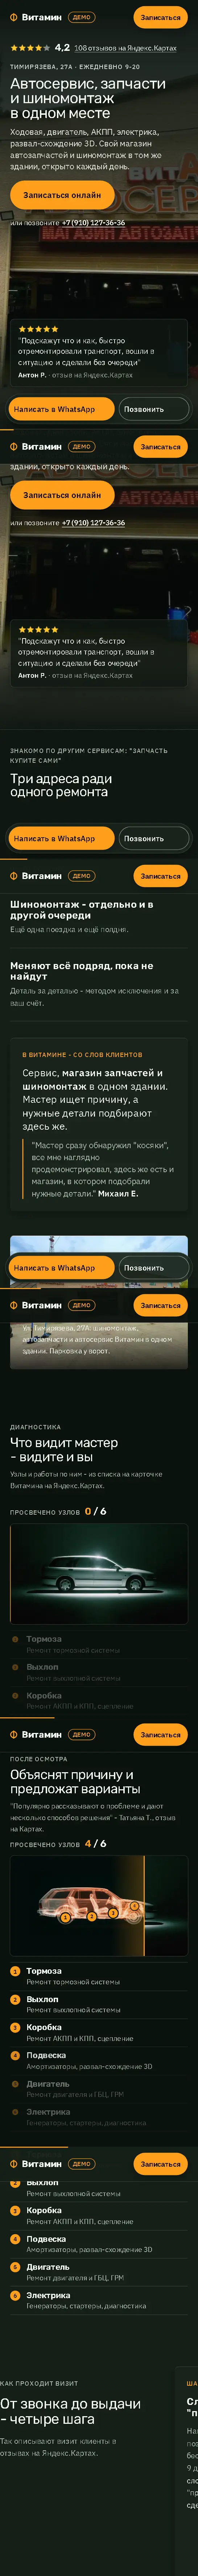 Витамин ДЕМО Записаться
4,2 108 отзывов на Яндекс.Картах
ТИМИРЯЗЕВА, 27А · ЕЖЕДНЕВНО 9-20
Автосервис, запчасти
и шиномонтаж
в одном месте
Ходовая, двигатель, АКПП, электрика,
развал-схождение 3D. Свой магазин
автозапчастей и шиномонтаж в том же
здании, открыто каждый день.
Записаться онлайн
или позвоните +7 (910) 127-36-36
"Подскажут что и как, быстро
отремонтировали транспорт, вошли в
ситуацию и сделали без очереди"
Антон Р. · отзыв на Яндекс.Картах
Написать в WhatsApp Позвонить
Витамин ДЕМО Записаться
здании, открыто каждый день.
Записаться онлайн
или позвоните +7 (910) 127-36-36
"Подскажут что и как, быстро
отремонтировали транспорт, вошли в
ситуацию и сделали без очереди"
Антон Р. · отзыв на Яндекс.Картах
ЗНАКОМО ПО ДРУГИМ СЕРВИСАМ: "ЗАПЧАСТЬ
КУПИТЕ САМИ"
Три адреса ради
одного ремонта
Написать в WhatsApp Позвонить
Витамин ДЕМО Записаться
Шиномонтаж - отдельно и в
другой очереди
Ещё одна поездка и ещё полдня.
Меняют всё подряд, пока не
найдут
Деталь за деталью - методом исключения и за
ваш счёт.
В ВИТАМИНЕ - СО СЛОВ КЛИЕНТОВ
Сервис, магазин запчастей и
шиномонтаж в одном здании.
Мастер ищет причину, а
нужные детали подбирают
здесь же.
"Мастер сразу обнаружил "косяки",
все мне наглядно
продемонстрировал, здесь же есть и
магазин, в котором подобрали
нужные детали." Михаил Е.
Написать в WhatsApp Позвонить
Витамин ДЕМО Записаться
Ул. Тимирязева, 27А: шиномонтаж,
автозапчасти и автосервис Витамин в одном
здании. Парковка у ворот.
ДИАГНОСТИКА
Что видит мастер
- видите и вы
Узлы и работы по ним - из списка на карточке
Витамина на Яндекс.Картах.
ПРОСВЕЧЕНО УЗЛОВ 0 / 6
1 Тормоза
Ремонт тормозной системы
2 Выхлоп
Ремонт выхлопной системы
3 Коробка
Ремонт АКПП и КПП, сцепление
Витамин ДЕМО Записаться
ПОСЛЕ ОСМОТРА
Объяснят причину и
предложат варианты
"Популярно рассказывают о проблеме и дают
несколько способов решения" - Татьяна Т., отзыв
на Картах.
ПРОСВЕЧЕНО УЗЛОВ 4 / 6
1 Тормоза
Ремонт тормозной системы
2 Выхлоп
Ремонт выхлопной системы
3 Коробка
Ремонт АКПП и КПП, сцепление
4 Подвеска
Амортизаторы, развал-схождение 3D
5 Двигатель
Ремонт двигателя и ГБЦ, ГРМ
6 Электрика
Генераторы, стартеры, диагностика
Витамин ДЕМО Записаться
2 Выхлоп
Ремонт выхлопной системы
3 Коробка
Ремонт АКПП и КПП, сцепление
4 Подвеска
Амортизаторы, развал-схождение 3D
5 Двигатель
Ремонт двигателя и ГБЦ, ГРМ
6 Электрика
Генераторы, стартеры, диагностика
КАК ПРОХОДИТ ВИЗИТ
От звонка до выдачи
- четыре шага
Так описывают визит клиенты в
отзывах на Яндекс.Картах.